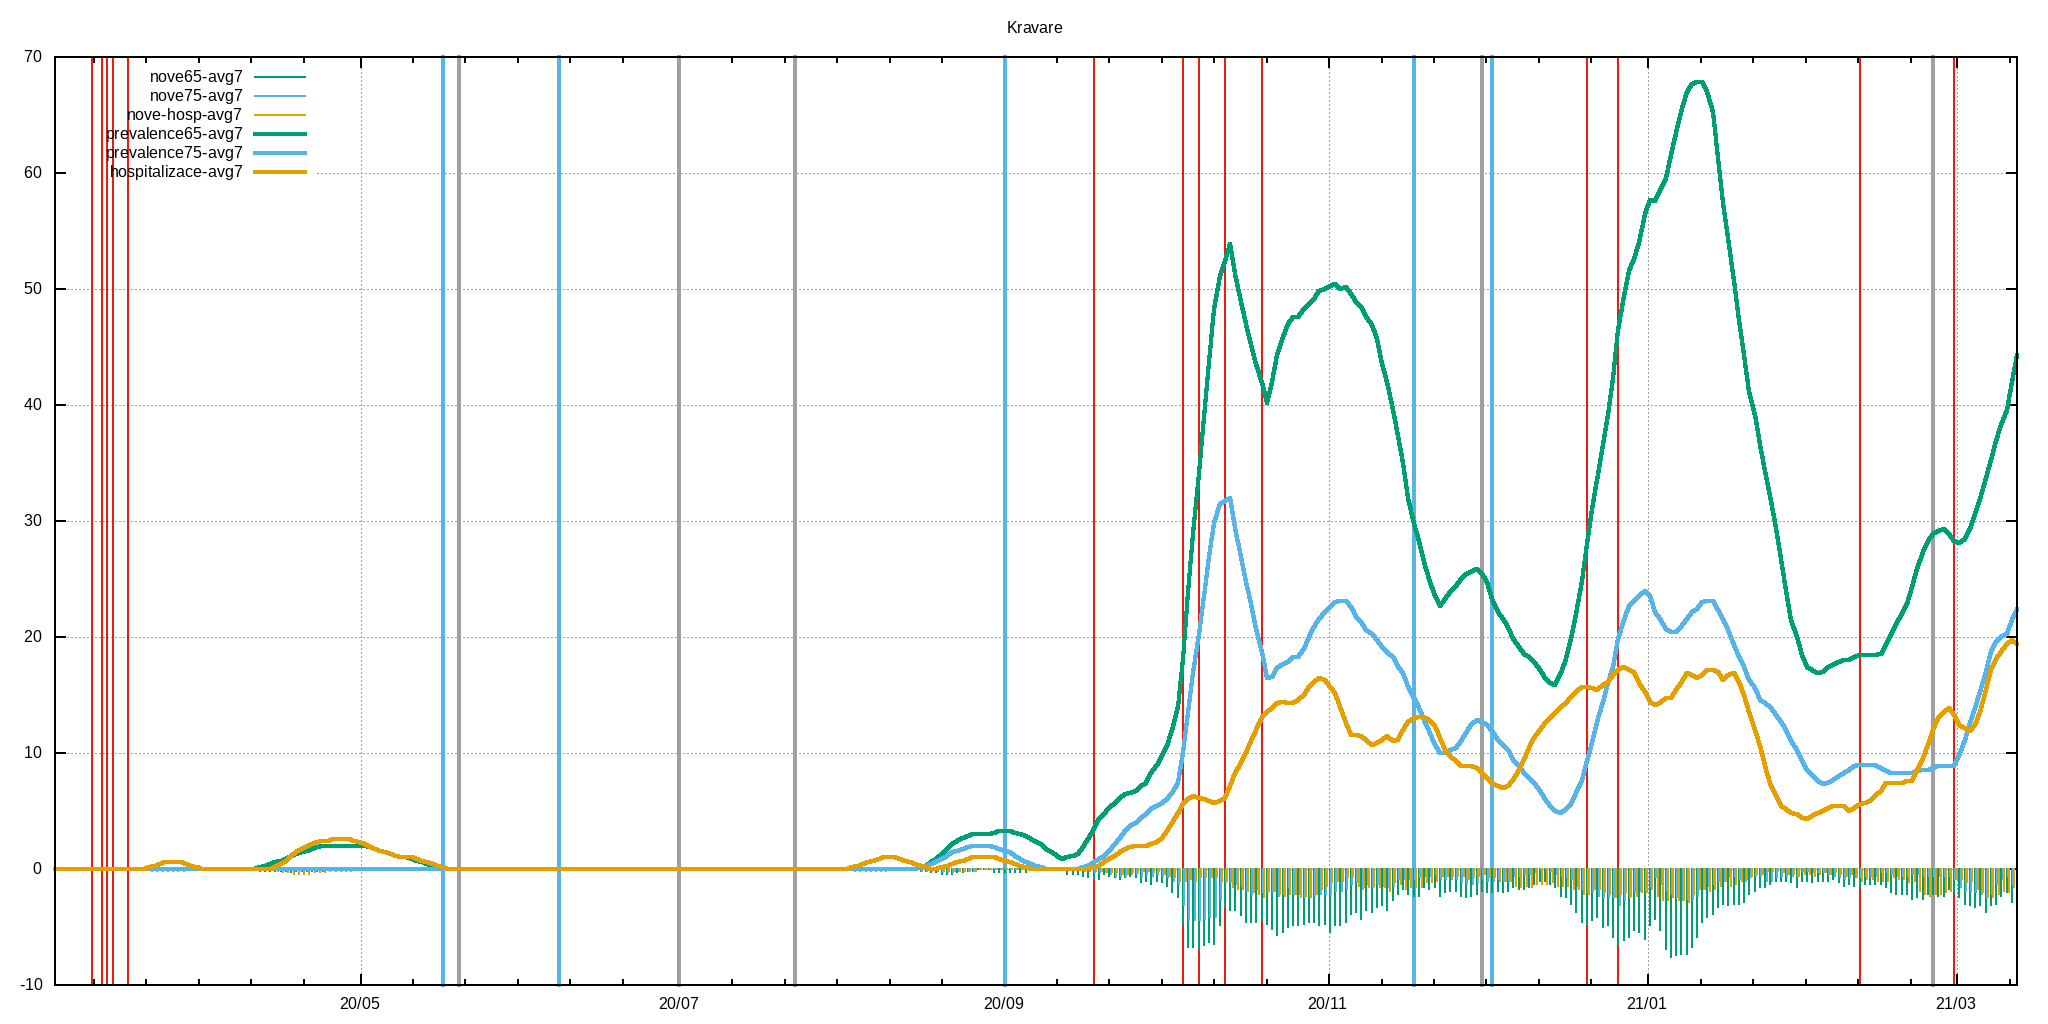 Kravare
70
nove65-avg7
nove75-avg7
nove-hosp-avg7
prevalence65-avg7
prevalence75-avg7
hospitalizace-avg7
60
50
40
30
20
10
0
-10
20/05 20/07 20/09 20/11 21/01 21/03